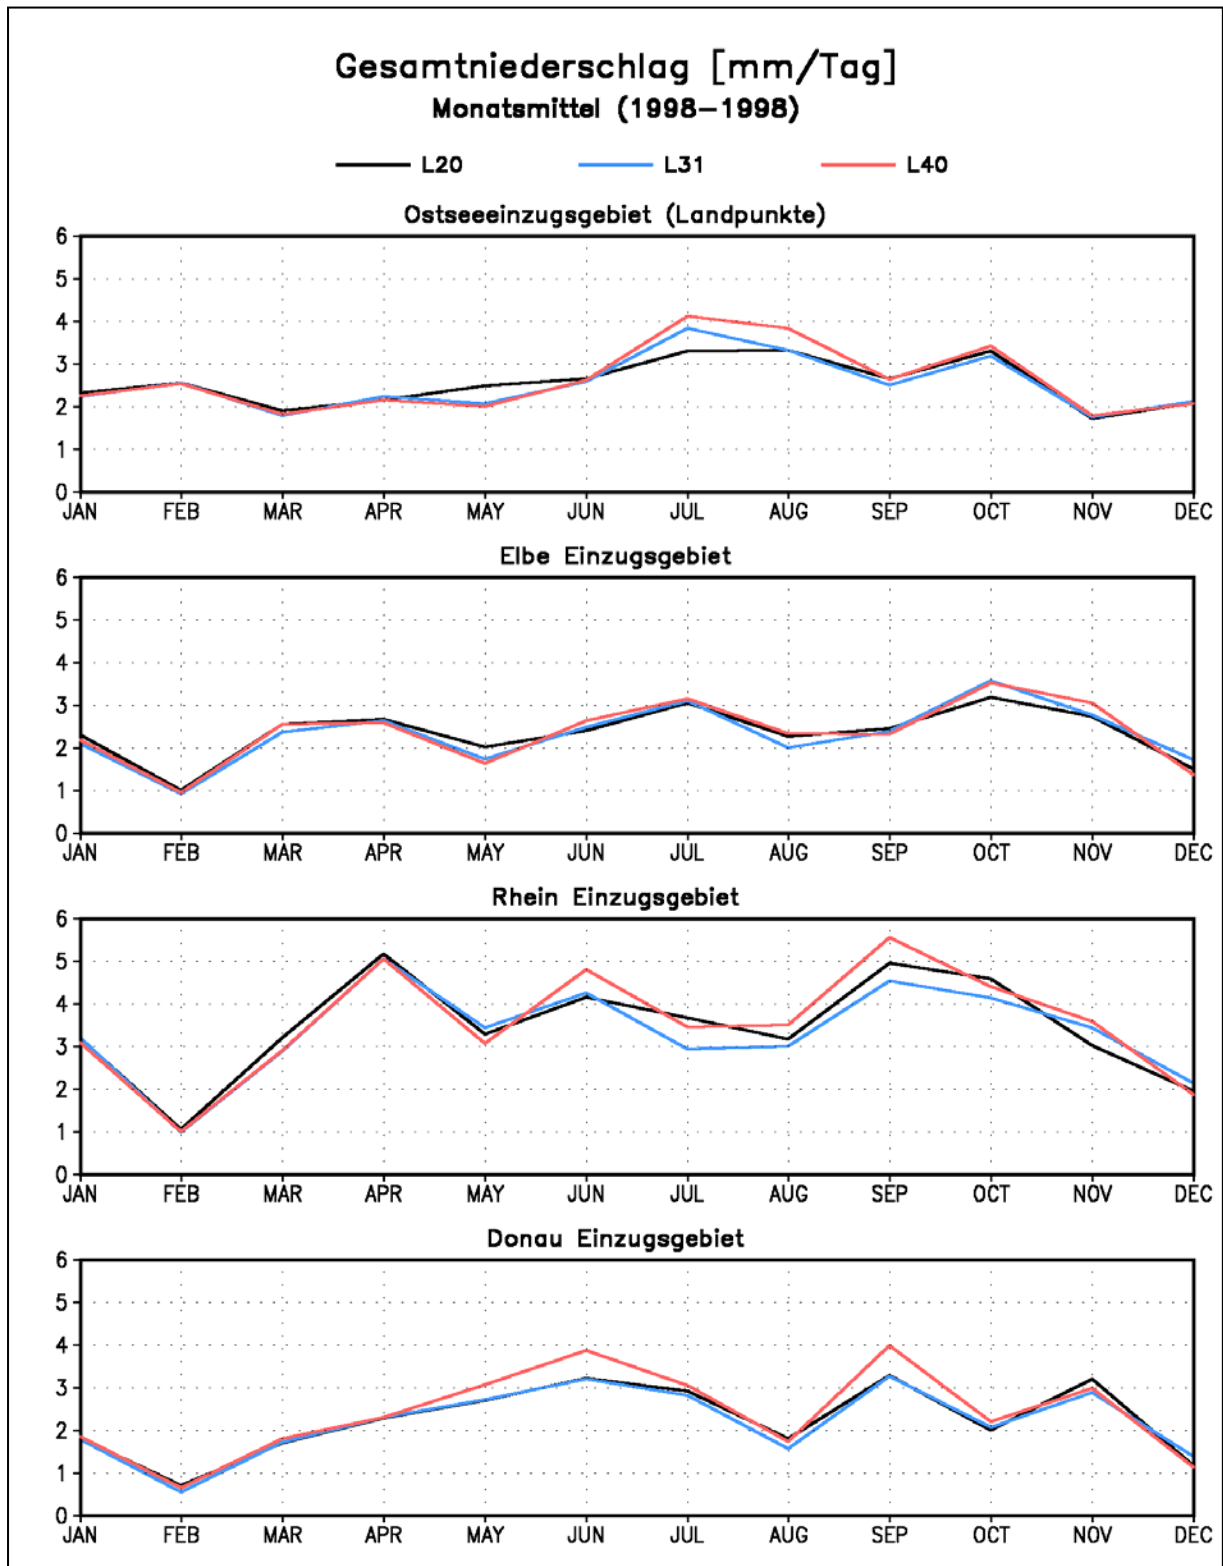 Gesamtniederschlag [mm/Tag]
Monatsmittel (1998-1998)
L20 L31 L40
Ostseeeinzugsgebiet (Landpunkte)
6
5
4
3
2
1
0
JAN FEB MAR APR MAY JUN JUL AUG SEP OCT NOV DEC
Elbe Einzugsgebiet
6
5
4
3
2
1
0
JAN FEB MAR APR MAY JUN JUL AUG SEP OCT NOV DEC
Rhein Einzugsgebiet
6
5
4
3
2
1
0
JAN FEB MAR APR MAY JUN JUL AUG SEP OCT NOV DEC
Donau Einzugsgebiet
6
5
4
3
2
1
0
JAN FEB MAR APR MAY JUN JUL AUG SEP OCT NOV DEC